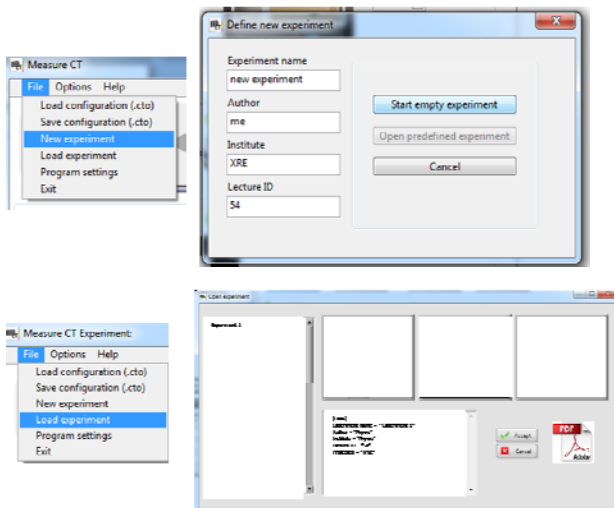 Measure CT
File Options Help
Load configuration (.cto)
Save configuration (.cto)
New experiment
Load experiment
Program settings
Exit
Define new experiment
Experiment name
new experiment
Author
me
Institute
XRE
Lecture ID
54
Start empty experiment
Open predefined experiment
Cancel
Measure CT Experiment:
File Options Help
Load configuration (.cto)
Save configuration (.cto)
New experiment
Load experiment
Program settings
Exit
Open experiment
Experiment 1
Accept
Cancel
PDF
Adobe